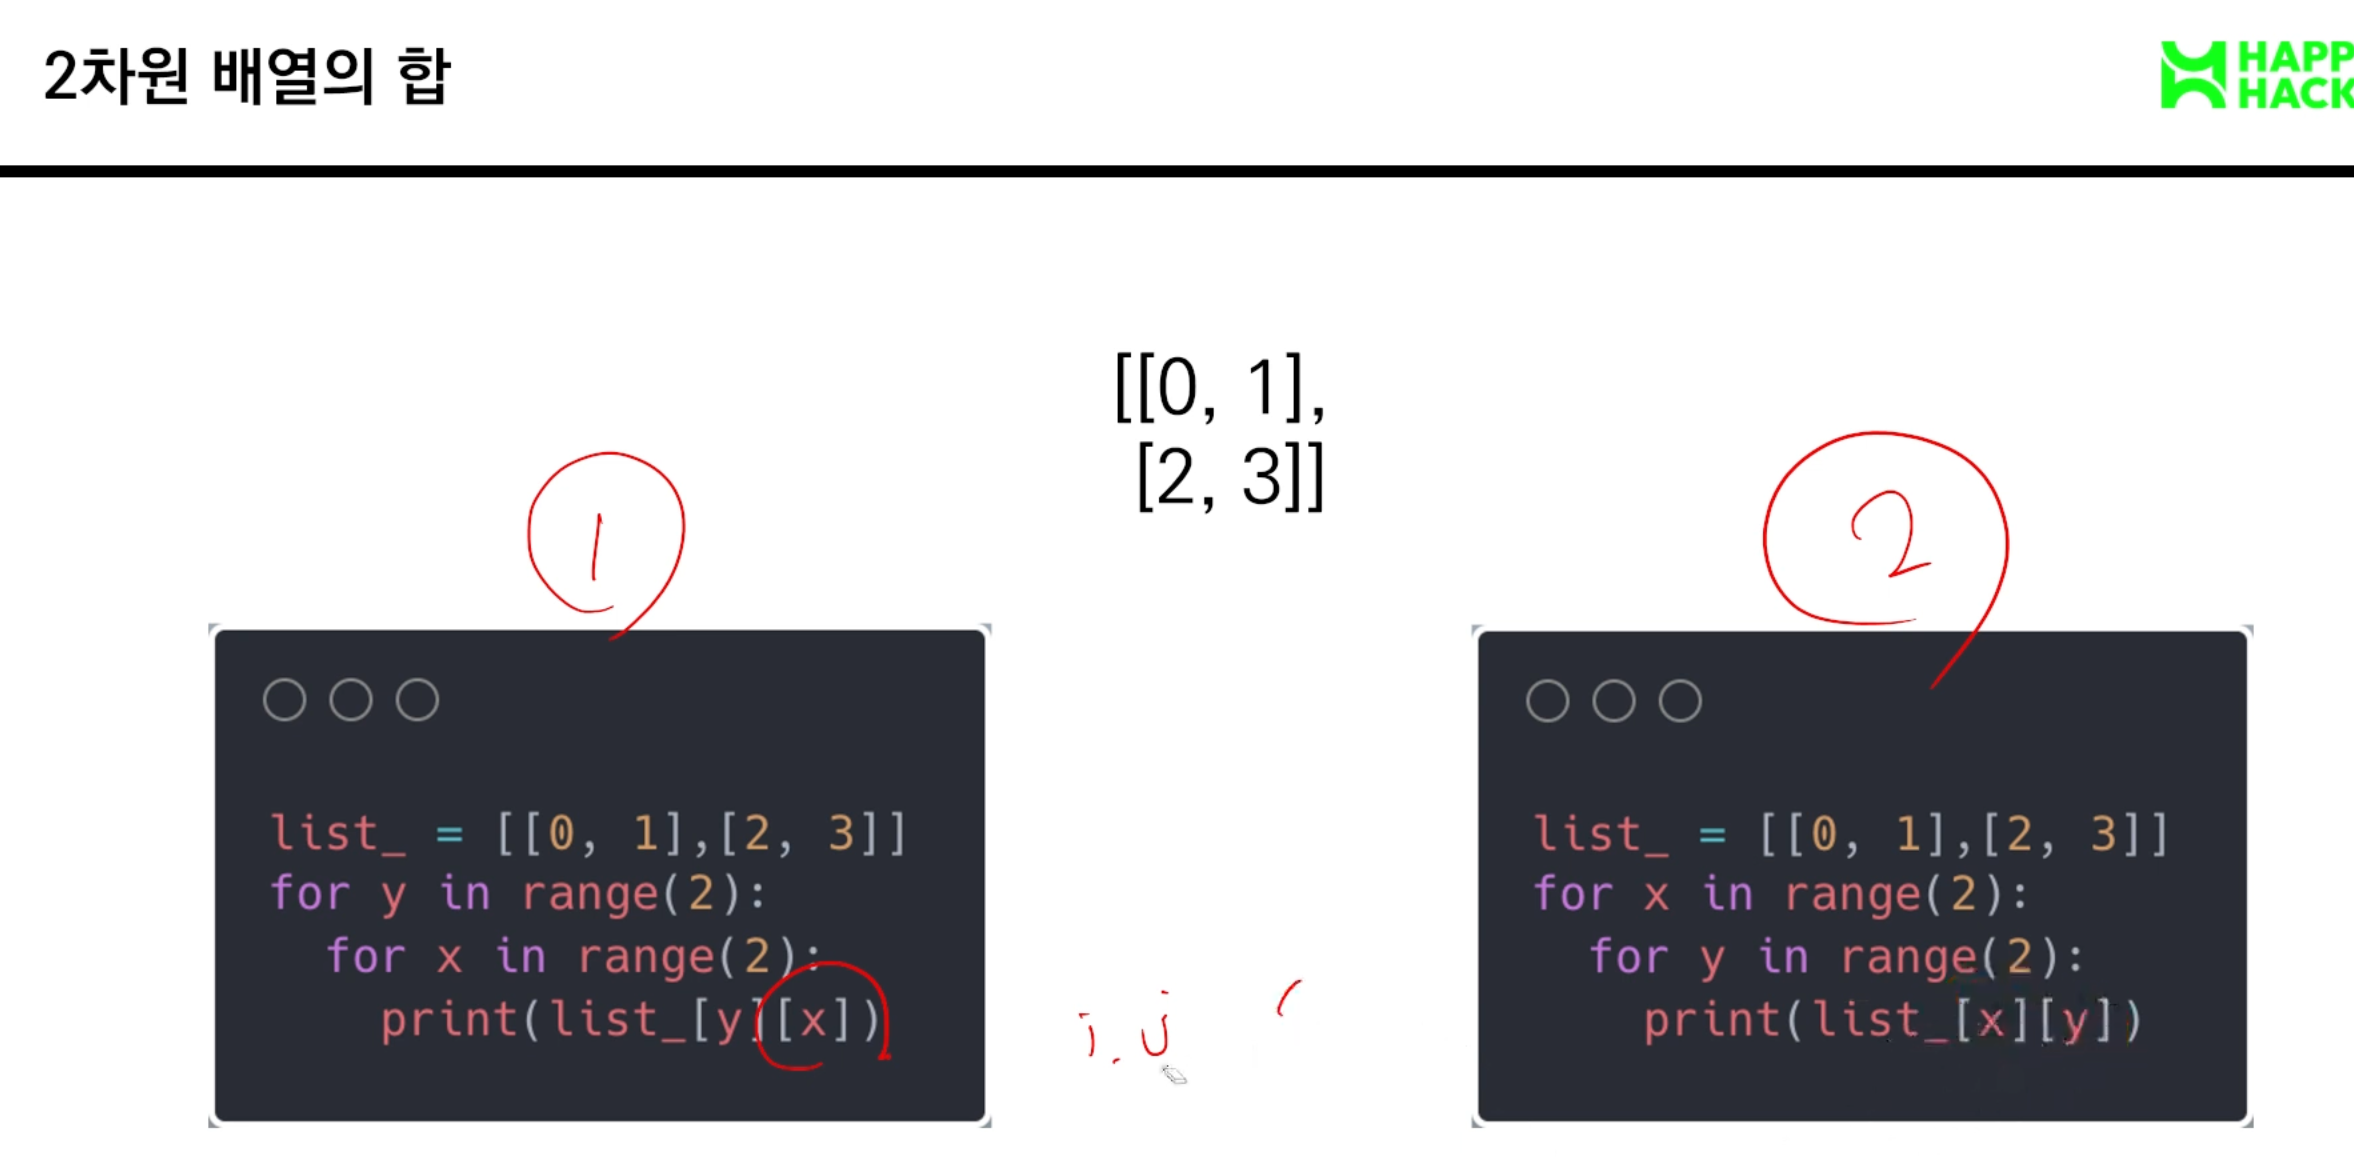 2차원 배열의 합
HAPP
HACK
[[0, 1],
[2, 3]]
1
2
list_ = [[0, 1],[2, 3]]
for y in range(2):
for x in range(2):
print(list_[y][x])
i.j
list_ = [[0, 1],[2, 3]]
for x in range(2):
for y in range(2):
print(list_[x][y])